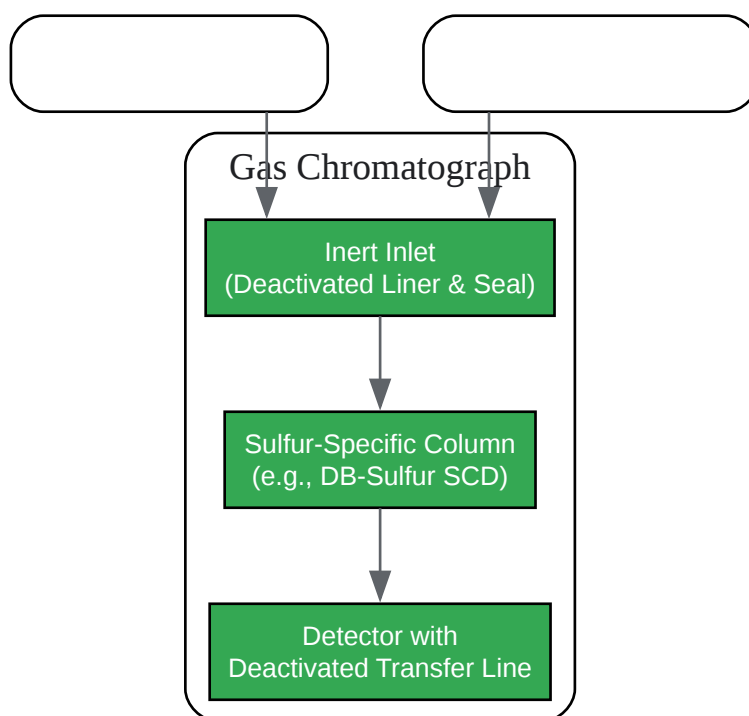 Gas Chromatograph
Inert Inlet
(Deactivated Liner & Seal)
Sulfur-Specific Column
(e.g., DB-Sulfur SCD)
Detector with
Deactivated Transfer Line